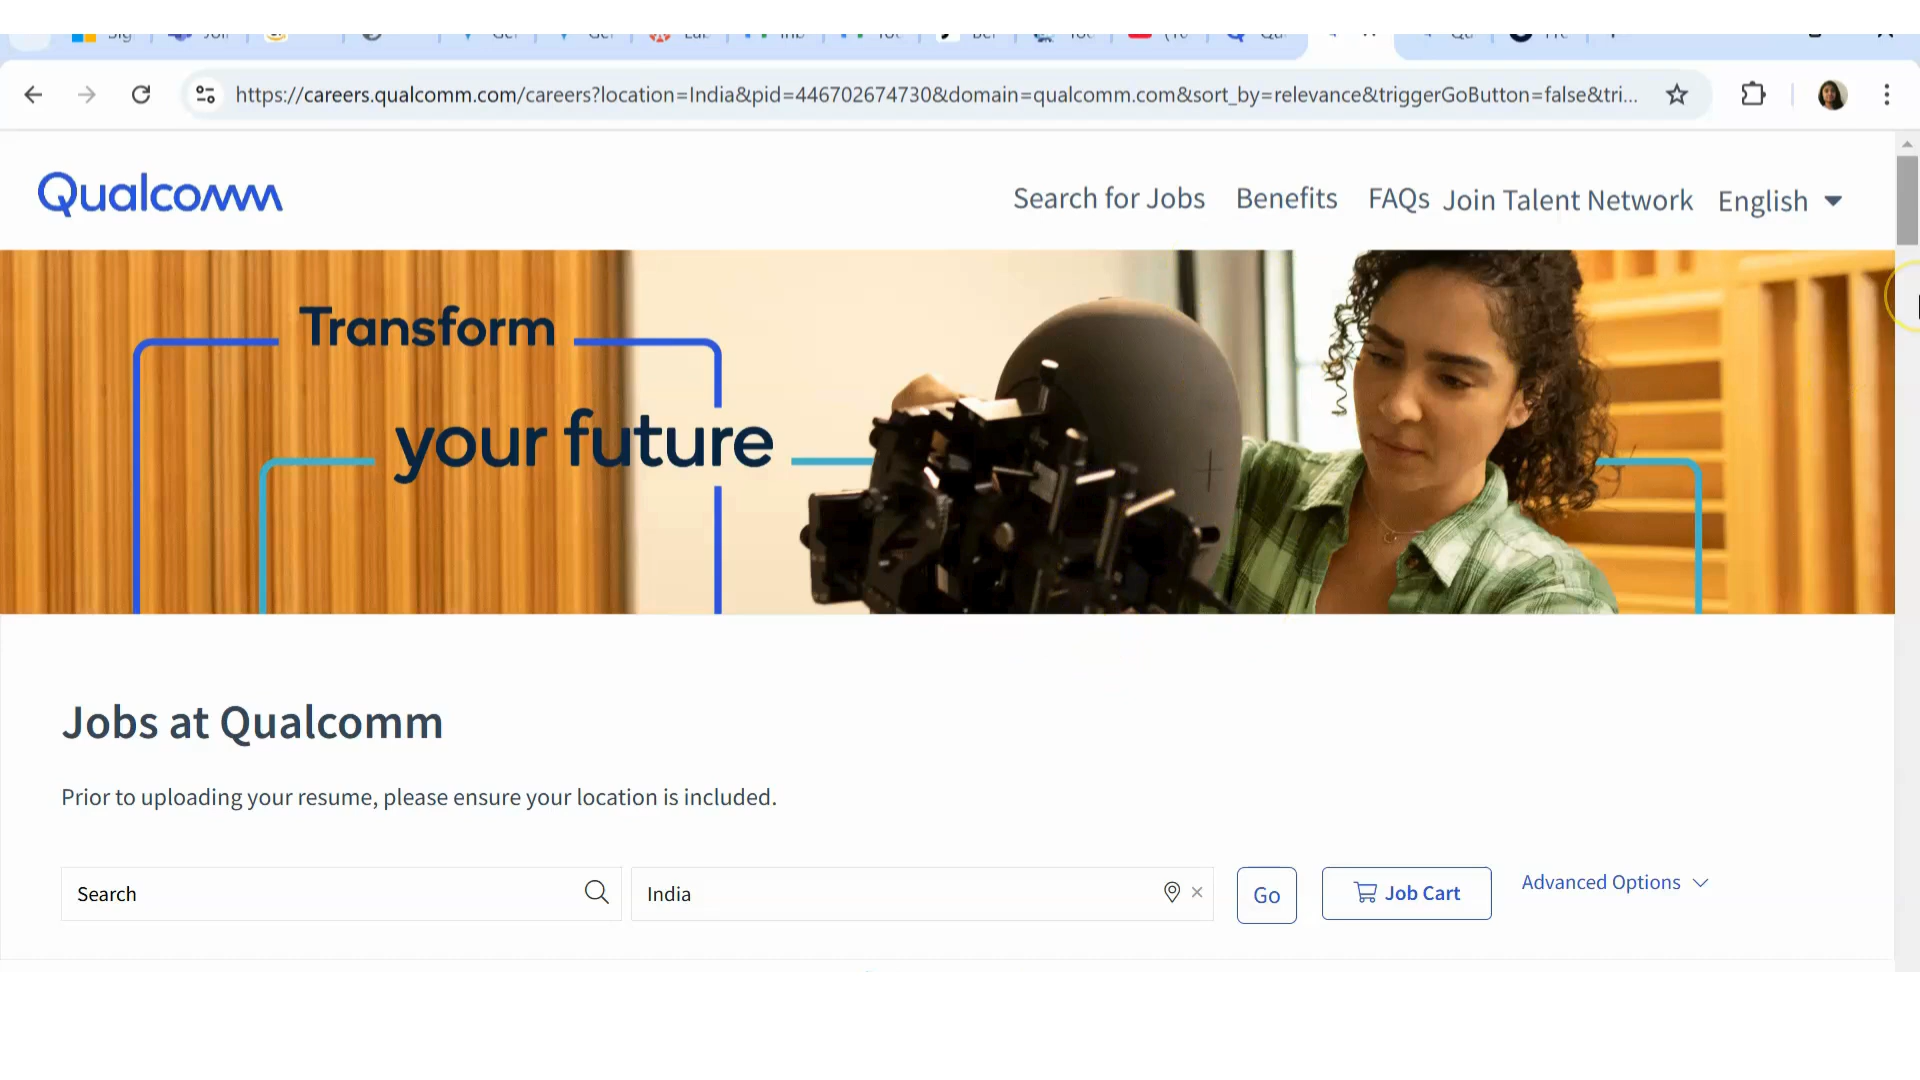 https://careers.qualcomm.com/careers?location=India&pid=446702674730&domain=qualcomm.com&sort_by=relevance&triggerGoButton=false&tri...
Qualcomm
Search for Jobs Benefits FAQs Join Talent Network English
Transform
your future
Jobs at Qualcomm
Prior to uploading your resume, please ensure your location is included.
Search India Go Job Cart Advanced Options